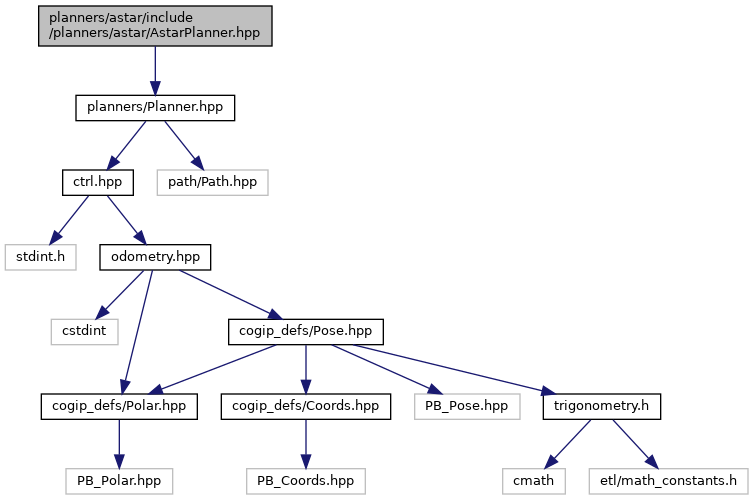 planners/astar/include
/planners/astar/AstarPlanner.hpp
planners/Planner.hpp
ctrl.hpp
path/Path.hpp
stdint.h
odometry.hpp
cstdint
cogip_defs/Pose.hpp
cogip_defs/Polar.hpp
cogip_defs/Coords.hpp
PB_Pose.hpp
trigonometry.h
PB_Polar.hpp
PB_Coords.hpp
cmath
etl/math_constants.h